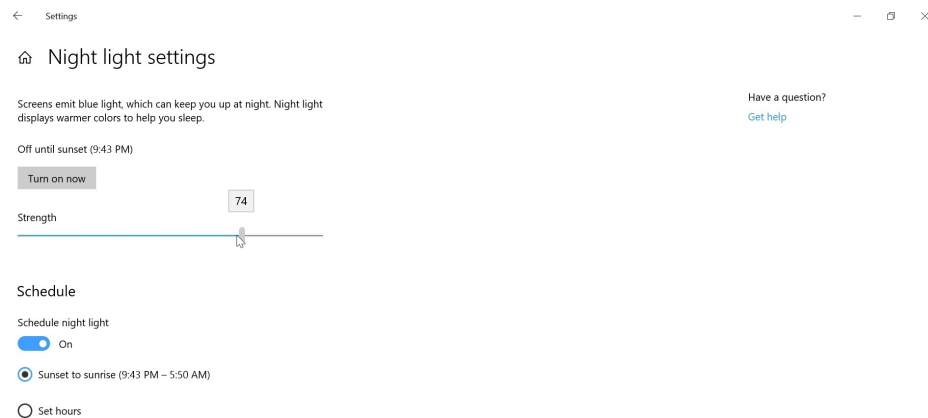 Settings
Night light settings
Screens emit blue light, which can keep you up at night. Night light
displays warmer colors to help you sleep.
Have a question?
Get help
Off until sunset (9:43 PM)
Turn on now
74
Strength
Schedule
Schedule night light
On
Sunset to sunrise (9:43 PM – 5:50 AM)
Set hours